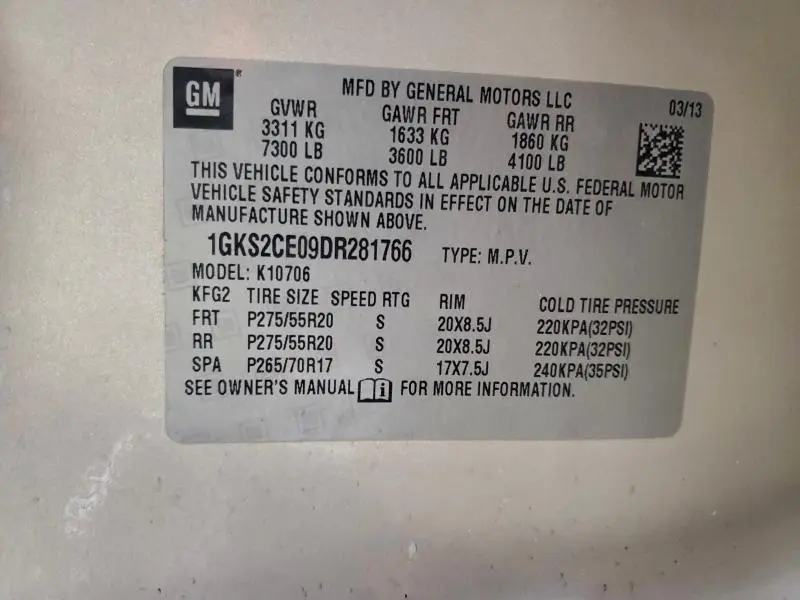 GM®
MFD BY GENERAL MOTORS LLC 03/13
GVWR GAWR FRT GAWR RR
3311 KG 1633 KG 1860 KG
7300 LB 3600 LB 4100 LB
THIS VEHICLE CONFORMS TO ALL APPLICABLE U.S. FEDERAL MOTOR
VEHICLE SAFETY STANDARDS IN EFFECT ON THE DATE OF
MANUFACTURE SHOWN ABOVE.
1GKS2CE09DR281766 TYPE: M.P.V.
MODEL: K10706
KFG2 TIRE SIZE SPEED RTG RIM COLD TIRE PRESSURE
FRT P275/55R20 S 20X8.5J 220KPA(32PSI)
RR P275/55R20 S 20X8.5J 220KPA(32PSI)
SPA P265/70R17 S 17X7.5J 240KPA(35PSI)
SEE OWNER'S MANUAL i FOR MORE INFORMATION.